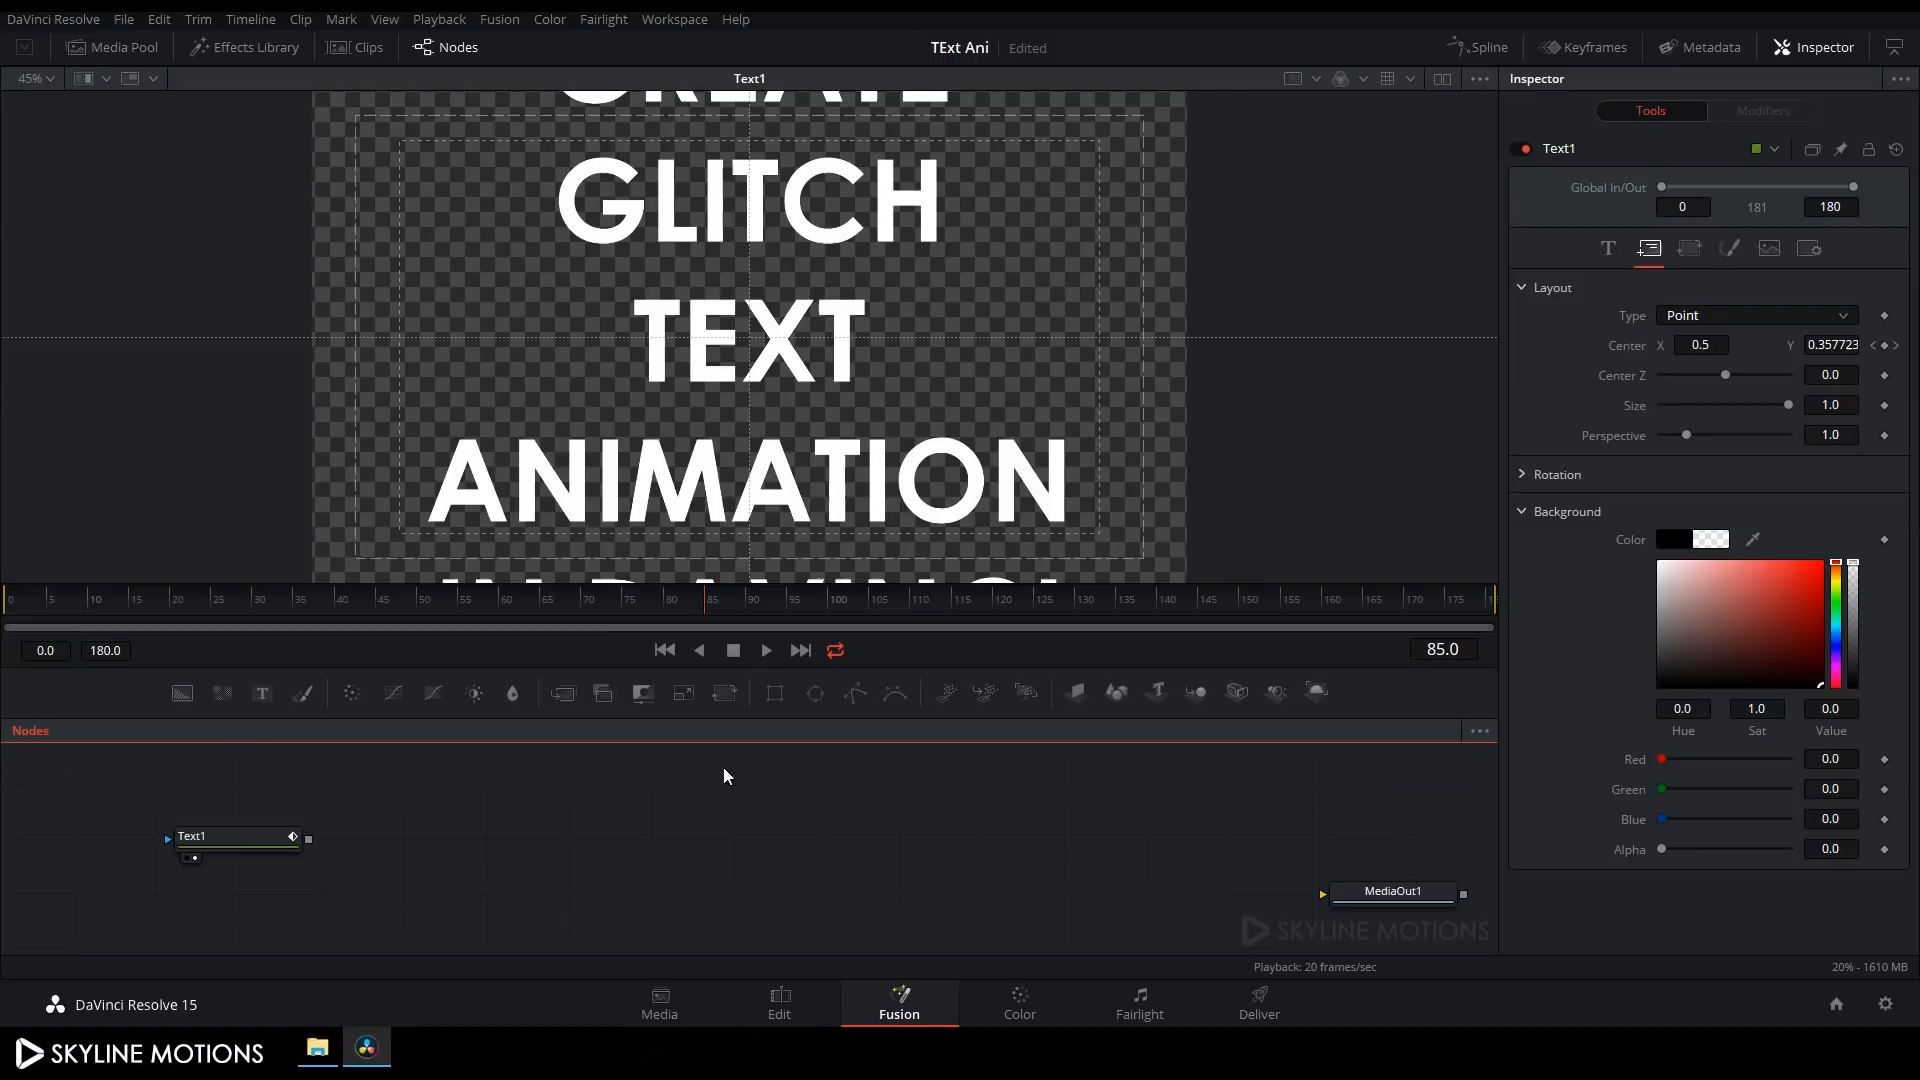 DaVinci Resolve File Edit Trim Timeline Clip Mark View Playback Fusion Color Fairlight Workspace Help
Media Pool Effects Library Clips Nodes TExt Ani Edited Spline Keyframes Metadata Inspector
45% Text1 Inspector
Tools Modifiers
Text1
Global In/Out
0 181 180
GLITCH
TEXT
ANIMATION
Layout
Type Point
Center X 0.5 Y 0.357723
Center Z 0.0
Size 1.0
Perspective 1.0
Rotation
Background
Color
0.0 1.0 0.0
Hue Sat Value
Red 0.0
Green 0.0
Blue 0.0
Alpha 0.0
0 5 10 15 20 25 30 35 40 45 50 55 60 65 70 75 80 85 90 95 100 105 110 115 120 125 130 135 140 145 150 155 160 165 170 175
0.0 180.0 85.0
Nodes
Text1
MediaOut1
SKYLINE MOTIONS
Playback: 20 frames/sec 20% - 1610 MB
DaVinci Resolve 15 Media Edit Fusion Color Fairlight Deliver
SKYLINE MOTIONS